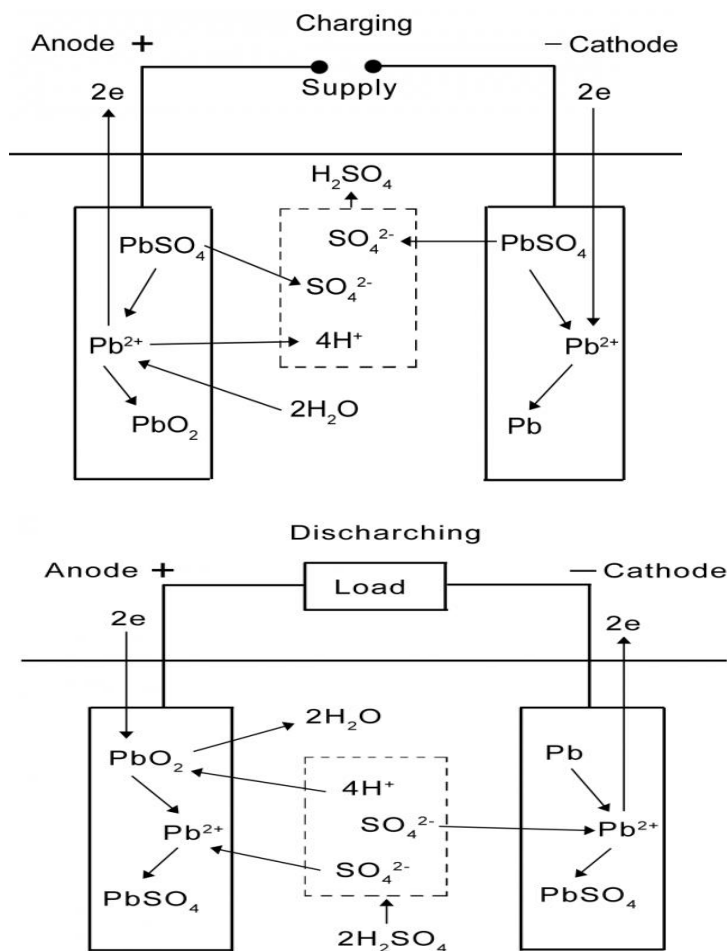 Charging
Anode + − Cathode
2e Supply 2e
H₂SO₄
PbSO₄ SO₄²⁻ PbSO₄
SO₄²⁻
Pb²⁺ 4H⁺ Pb²⁺
2H₂O
PbO₂ Pb
Discharching
Anode + − Cathode
Load
2e 2e
2H₂O
PbO₂ 4H⁺ Pb
SO₄²⁻
Pb²⁺ Pb²⁺
SO₄²⁻
PbSO₄ PbSO₄
2H₂SO₄